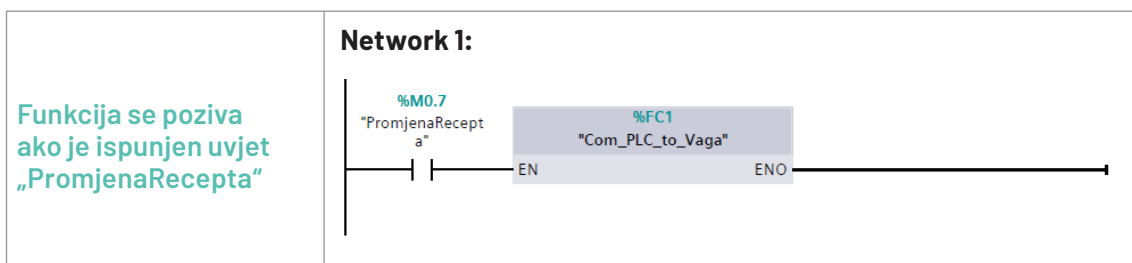 Funkcija se poziva
ako je ispunjen uvjet
„PromjenaRecepta“
Network 1:
%M0.7
"PromjenaRecept
a"
%FC1
"Com_PLC_to_Vaga"
EN
ENO